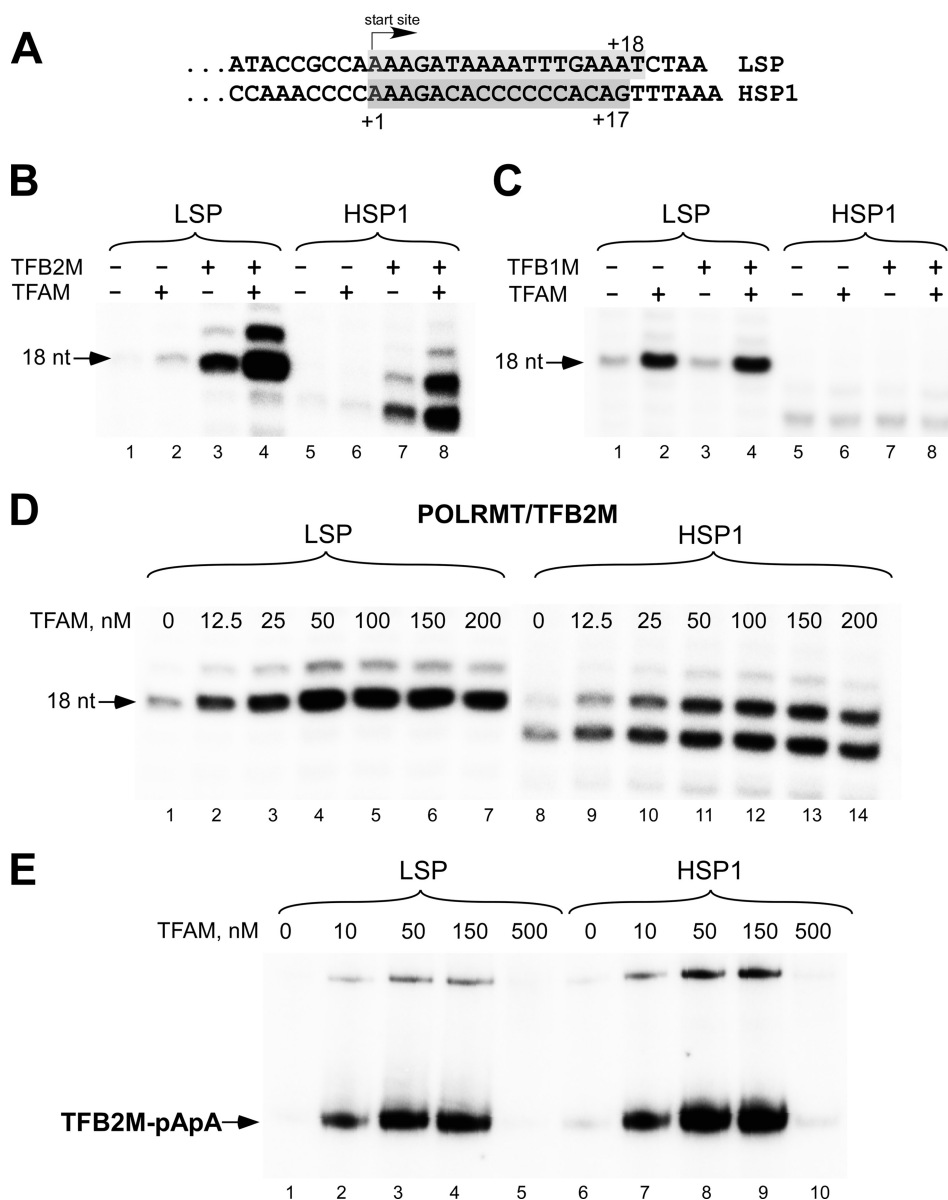 A
start site
+18
...ATACCGCCAAAAGATAAAATTTGAAATCTAA LSP
...CCAAACCCCAAAGACACCCCCCACAGTTTAAA HSP1
+1 +17
B
LSP HSP1
TFB2M – – + + – – + +
TFAM – + – + – + – +
18 nt
1 2 3 4 5 6 7 8
C
LSP HSP1
TFB1M – – + + – – + +
TFAM – + – + – + – +
18 nt
1 2 3 4 5 6 7 8
D
POLRMT/TFB2M
LSP HSP1
TFAM, nM 0 12.5 25 50 100 150 200 0 12.5 25 50 100 150 200
18 nt
1 2 3 4 5 6 7 8 9 10 11 12 13 14
E
LSP HSP1
TFAM, nM 0 10 50 150 500 0 10 50 150 500
TFB2M-pApA
1 2 3 4 5 6 7 8 9 10